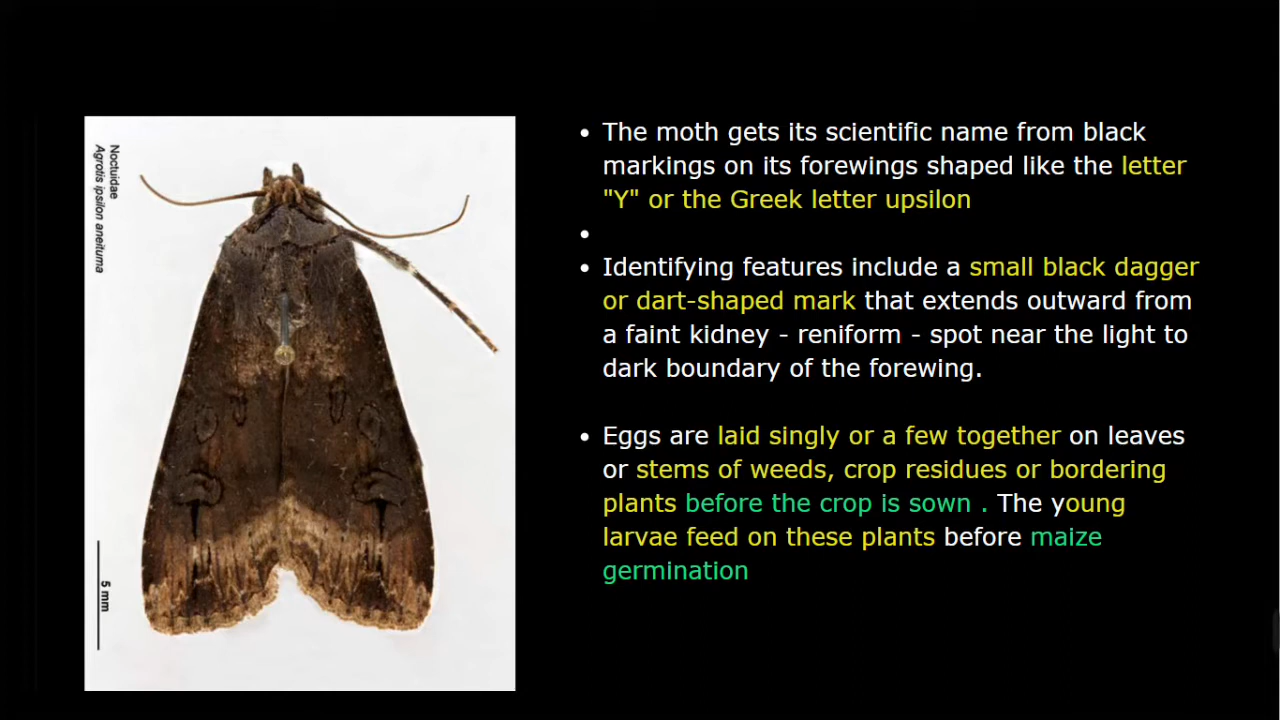 Noctuidae
Agrotis ipsilon aneituma
5 mm
• The moth gets its scientific name from black
markings on its forewings shaped like the letter
"Y" or the Greek letter upsilon
•
• Identifying features include a small black dagger
or dart-shaped mark that extends outward from
a faint kidney - reniform - spot near the light to
dark boundary of the forewing.
• Eggs are laid singly or a few together on leaves
or stems of weeds, crop residues or bordering
plants before the crop is sown . The young
larvae feed on these plants before maize
germination